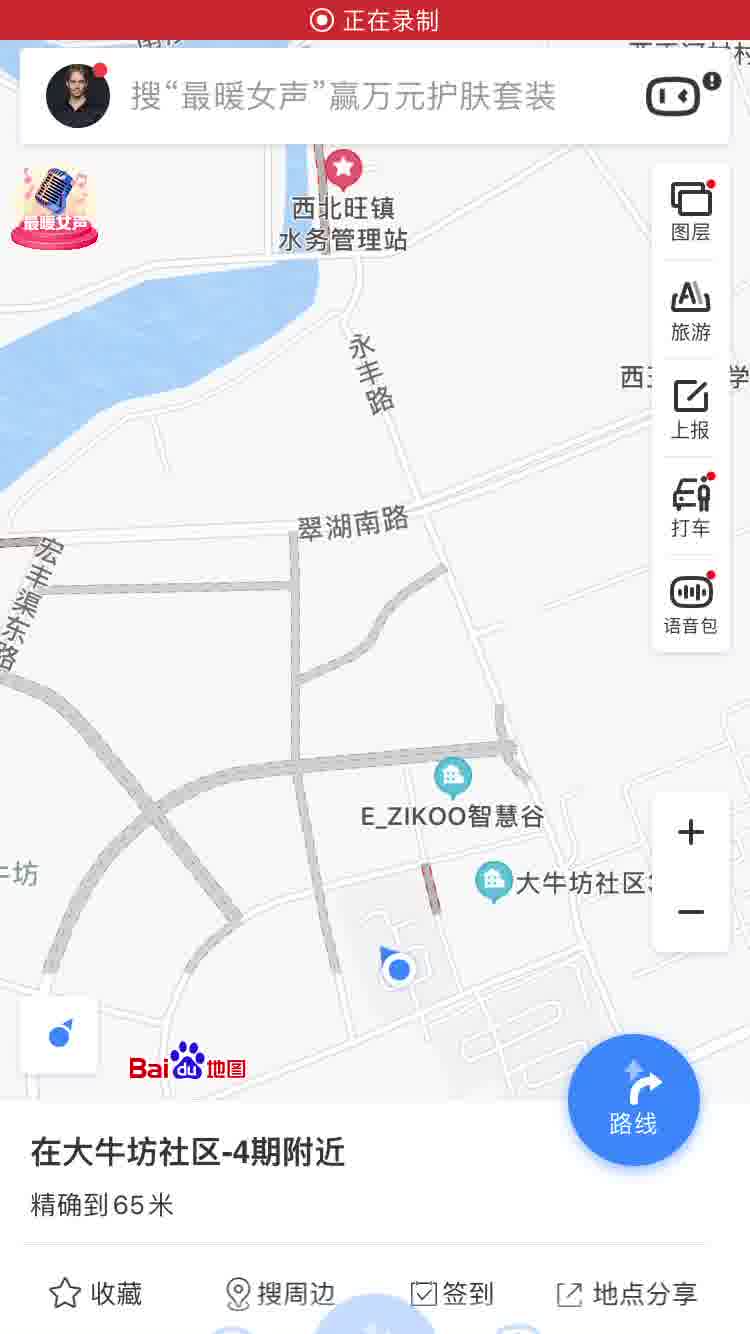 正在录制
搜“最暖女声”赢万元护肤套装
最暖女声
西北旺镇
水务管理站
图层
旅游
上报
打车
语音包
永丰路
西
学
翠湖南路
宏丰渠东路
E_ZIKOO智慧谷
大牛坊社区
牛坊
Baidu地图
路线
在大牛坊社区-4期附近
精确到65米
收藏
搜周边
签到
地点分享